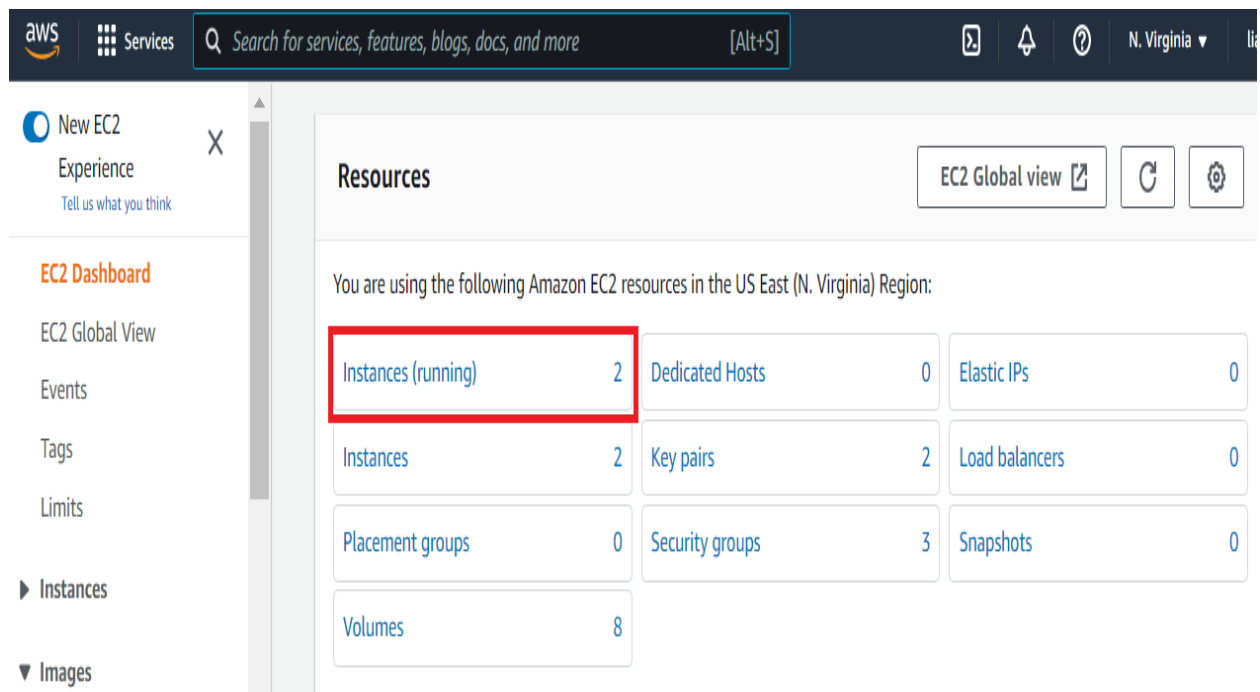 aws
Services
Search for services, features, blogs, docs, and more
[Alt+S]
N. Virginia
New EC2
Experience
Tell us what you think
EC2 Dashboard
EC2 Global View
Events
Tags
Limits
Instances
Images
Resources
EC2 Global view
You are using the following Amazon EC2 resources in the US East (N. Virginia) Region:
Instances (running) 2
Dedicated Hosts 0
Elastic IPs 0
Instances 2
Key pairs 2
Load balancers 0
Placement groups 0
Security groups 3
Snapshots 0
Volumes 8